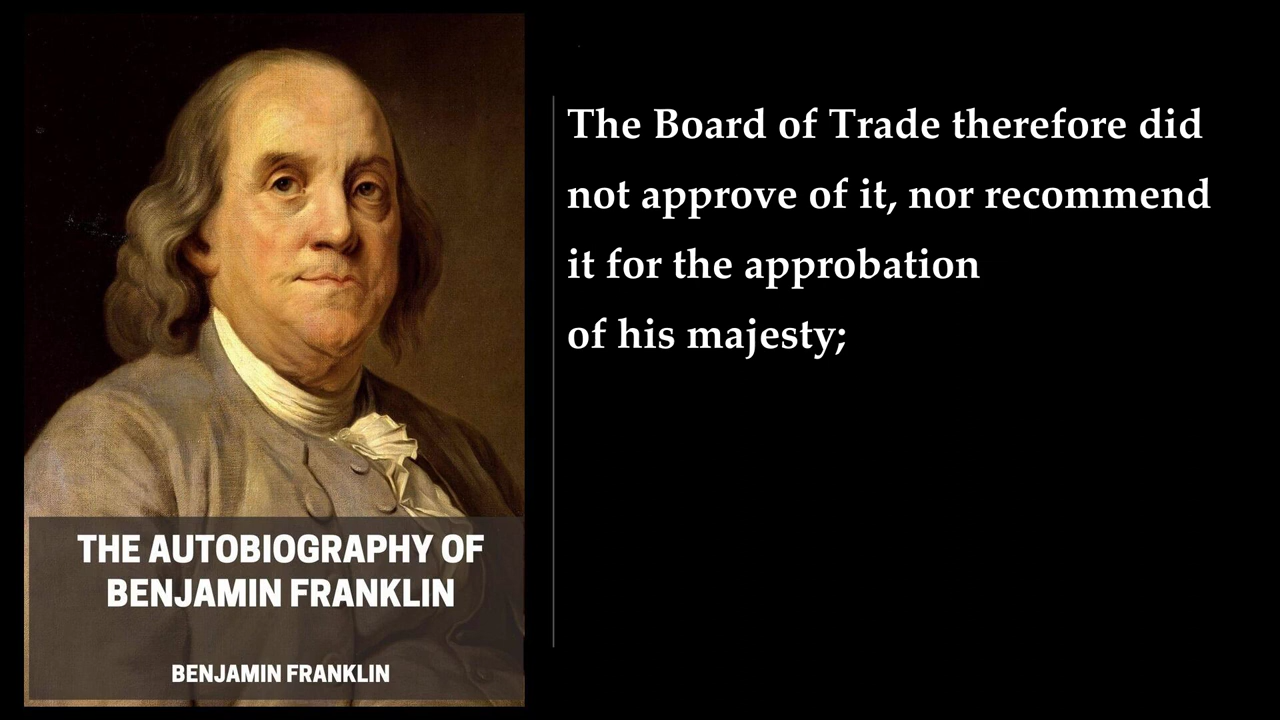 The Board of Trade therefore did
not approve of it, nor recommend
it for the approbation
of his majesty;
THE AUTOBIOGRAPHY OF
BENJAMIN FRANKLIN
BENJAMIN FRANKLIN